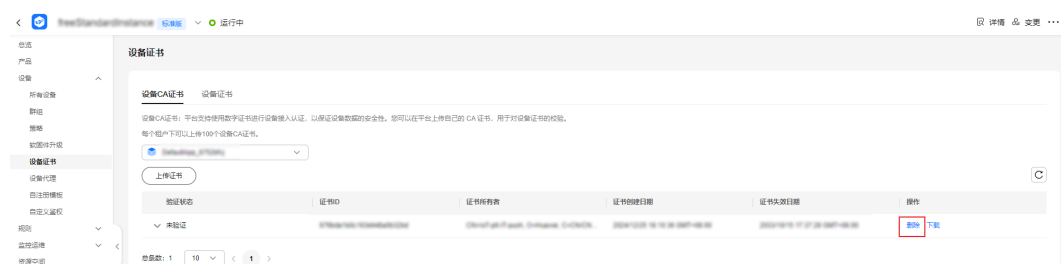 标准版 运行中 详情 变更
总览
产品
设备
所有设备
群组
策略
软固件升级
设备证书
设备代理
自注册模板
自定义鉴权
规则
监控运维
资源空间
设备证书
设备CA证书 设备证书
设备CA证书：平台支持使用数字证书进行设备接入认证，以保证设备数据的安全性。您可以在平台上传自己的 CA 证书，用于对设备证书的校验。
每个租户下可以上传100个设备CA证书。
上传证书
验证状态 证书ID 证书所有者 证书创建日期 证书失效日期 操作
未验证 删除 下载
总条数：1 10 < 1 >